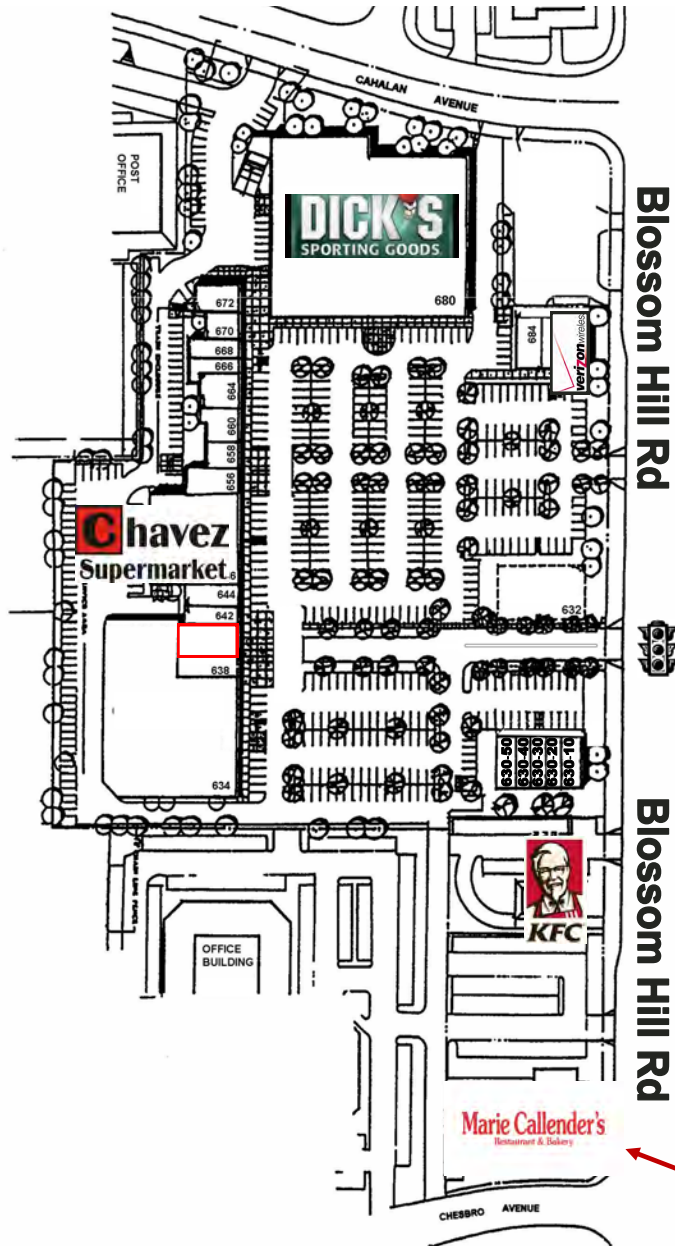 CAHALAN AVENUE
POST
OFFICE
Blossom Hill Rd
DICK'S
SPORTING GOODS
680
672
670
668
666
664
660
658
656
684
verizon wireless
Chavez
Supermarket
6
644
642
638
634
632
630-50
630-40
630-30
630-20
630-10
Blossom Hill Rd
KFC
OFFICE
BUILDING
Marie Callender's
Restaurant & Bakery
CHESBRO AVENUE